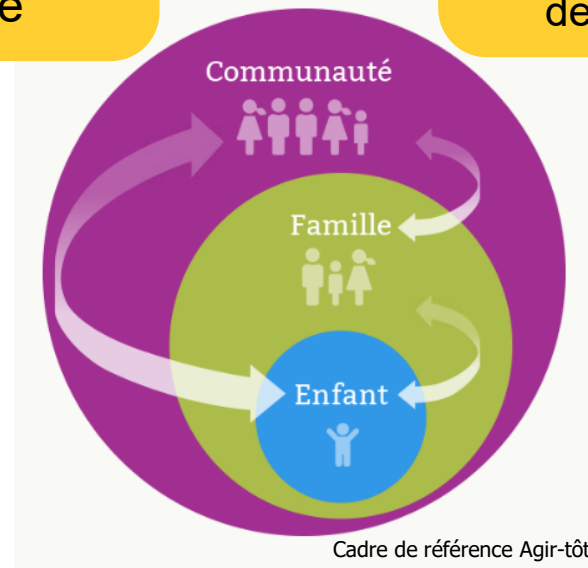 e
de
Communauté
Famille
Enfant
Cadre de référence Agir-tôt